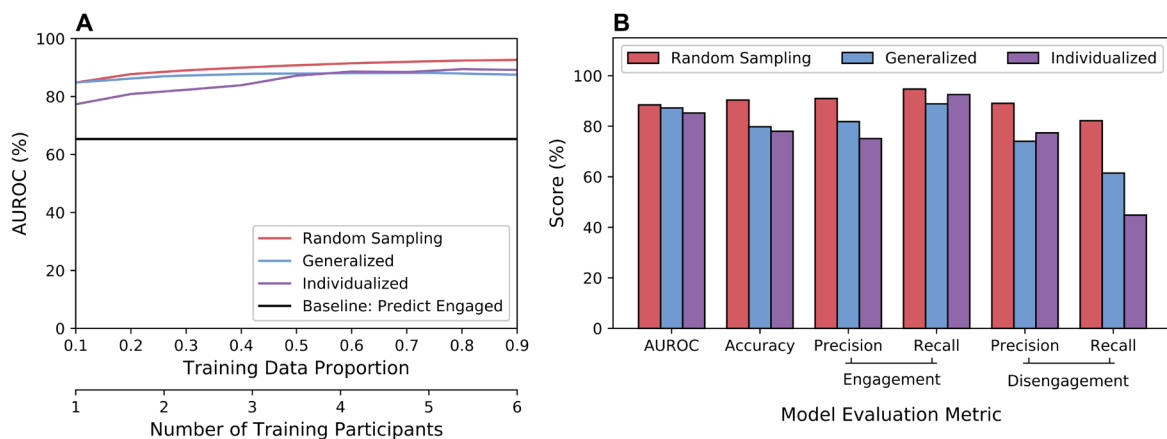 A
100
80
60
40
20
0
AUROC (%)
Random Sampling
Generalized
Individualized
Baseline: Predict Engaged
0.1 0.2 0.3 0.4 0.5 0.6 0.7 0.8 0.9
Training Data Proportion
1 2 3 4 5 6
Number of Training Participants
B
Random Sampling Generalized Individualized
100
80
60
40
20
0
Score (%)
AUROC Accuracy Precision Recall Precision Recall
Engagement Disengagement
Model Evaluation Metric